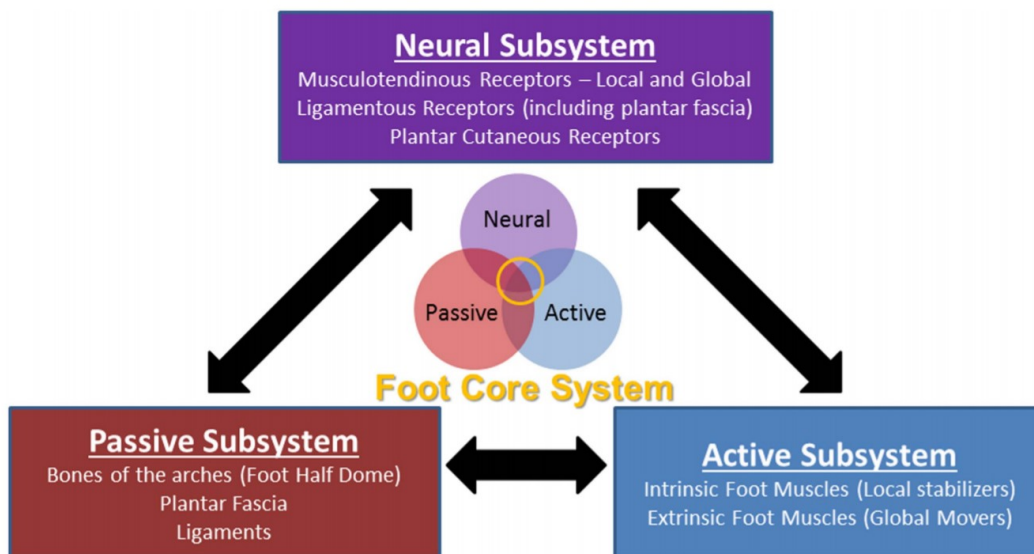 Neural Subsystem
Musculotendinous Receptors – Local and Global
Ligamentous Receptors (including plantar fascia)
Plantar Cutaneous Receptors
Neural
Passive
Active
Foot Core System
Passive Subsystem
Bones of the arches (Foot Half Dome)
Plantar Fascia
Ligaments
Active Subsystem
Intrinsic Foot Muscles (Local stabilizers)
Extrinsic Foot Muscles (Global Movers)